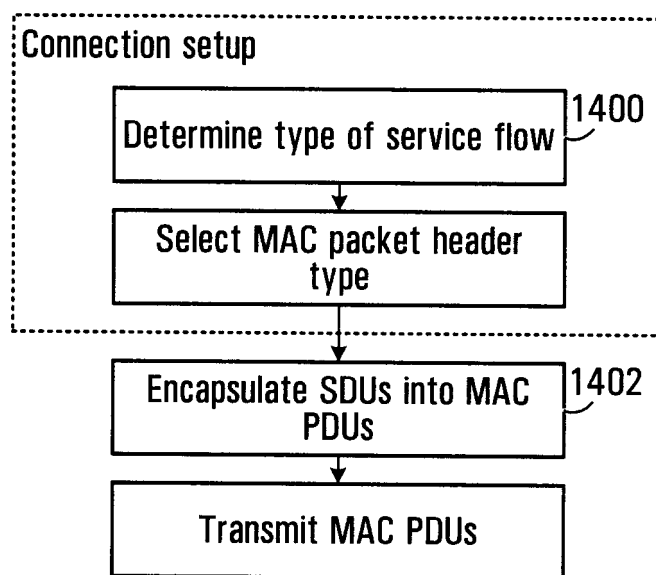 Connection setup
1400
Determine type of service flow
Select MAC packet header
type
1402
Encapsulate SDUs into MAC
PDUs
Transmit MAC PDUs